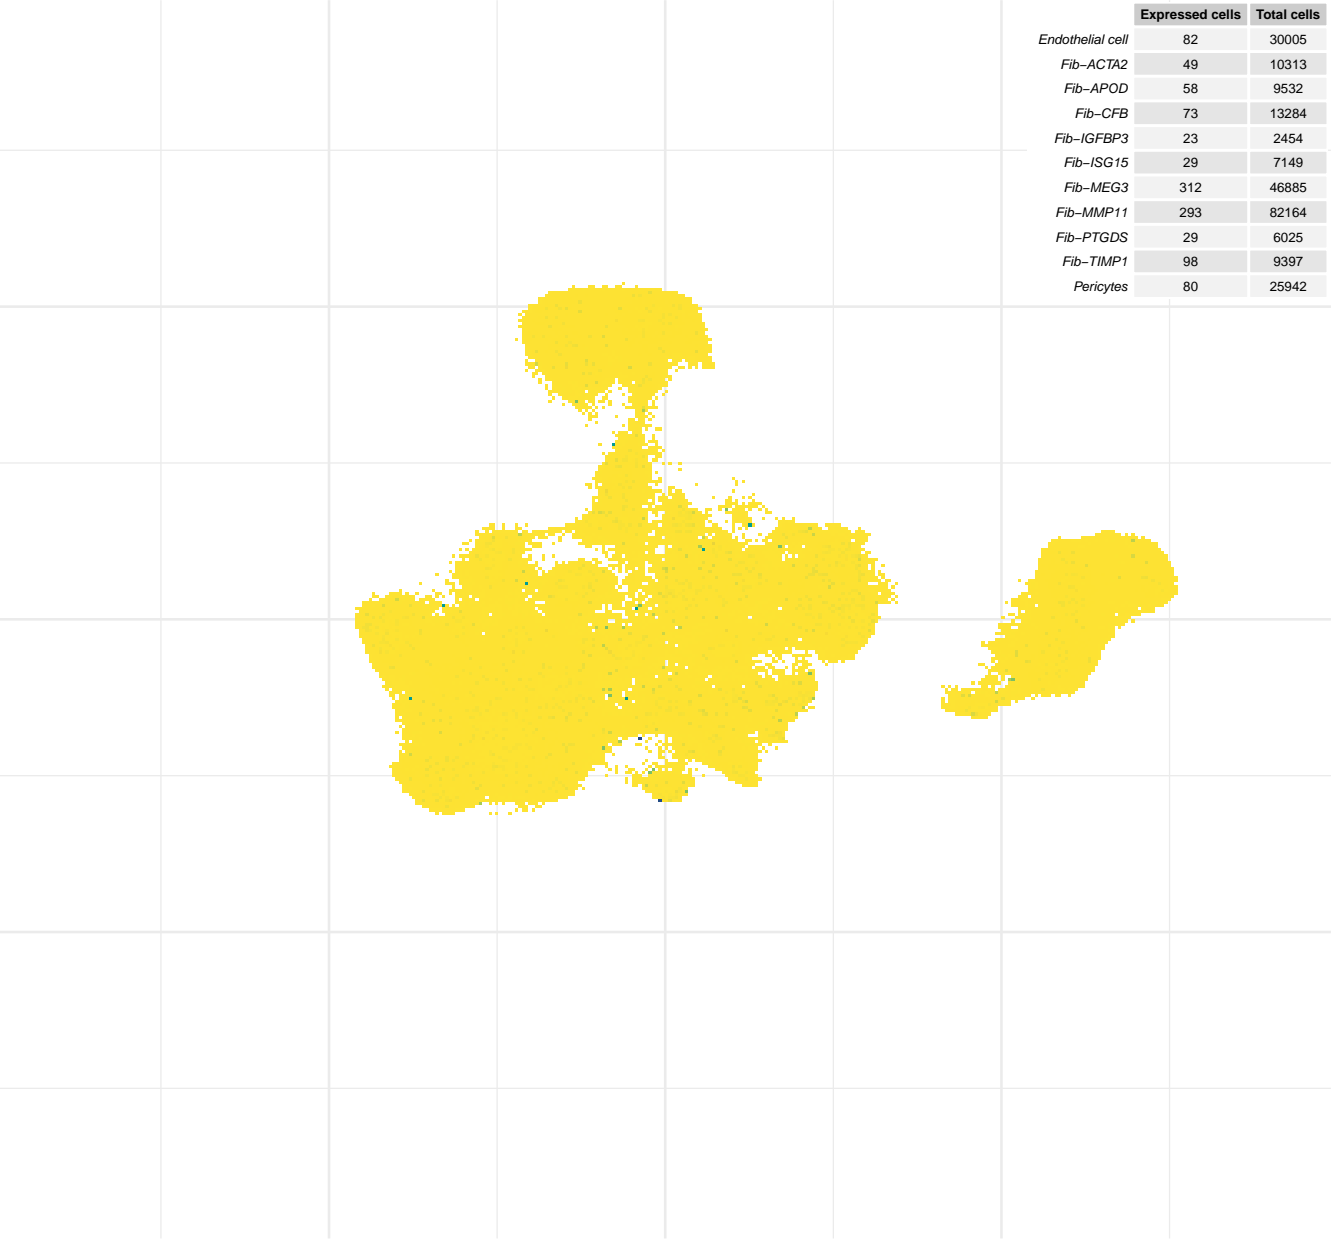 Expressed cells Total cells
Endothelial cell 82 30005
Fib−ACTA2 49 10313
Fib−APOD 58 9532
Fib−CFB 73 13284
Fib−IGFBP3 23 2454
Fib−ISG15 29 7149
Fib−MEG3 312 46885
Fib−MMP11 293 82164
Fib−PTGDS 29 6025
Fib−TIMP1 98 9397
Pericytes 80 25942